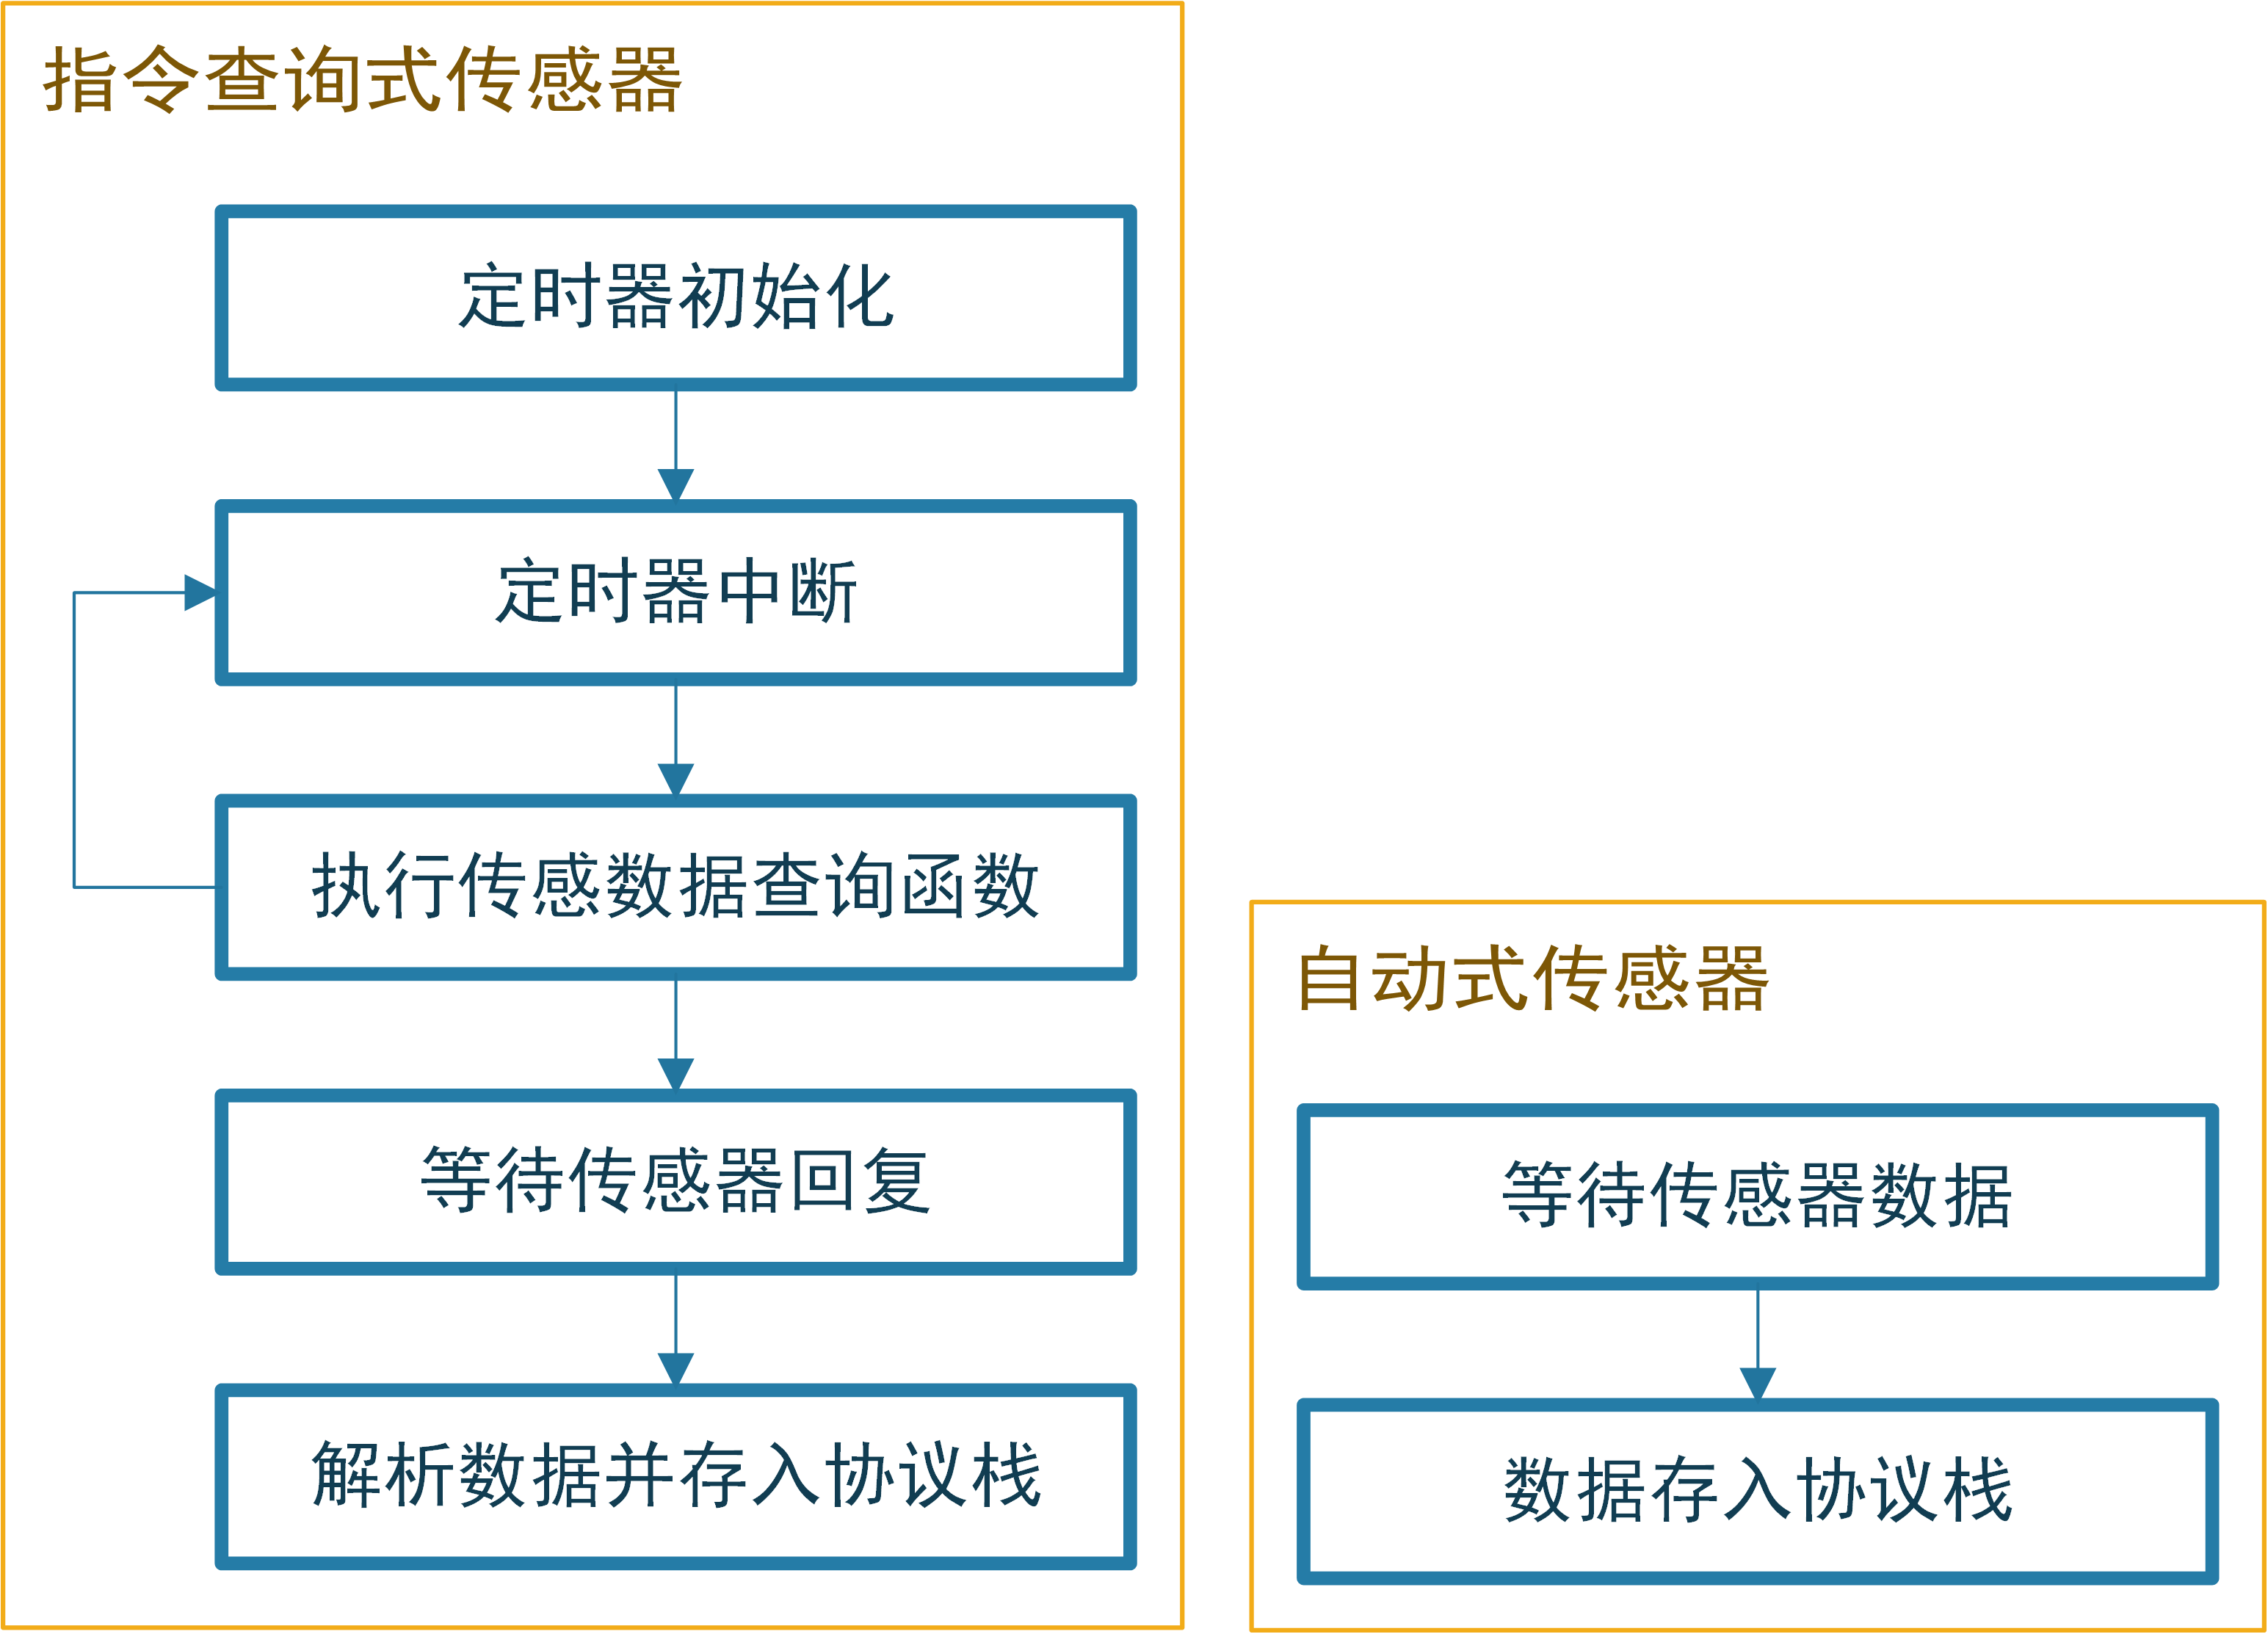 指令查询式传感器
定时器初始化
定时器中断
执行传感数据查询函数
等待传感器回复
解析数据并存入协议栈
自动式传感器
等待传感器数据
数据存入协议栈